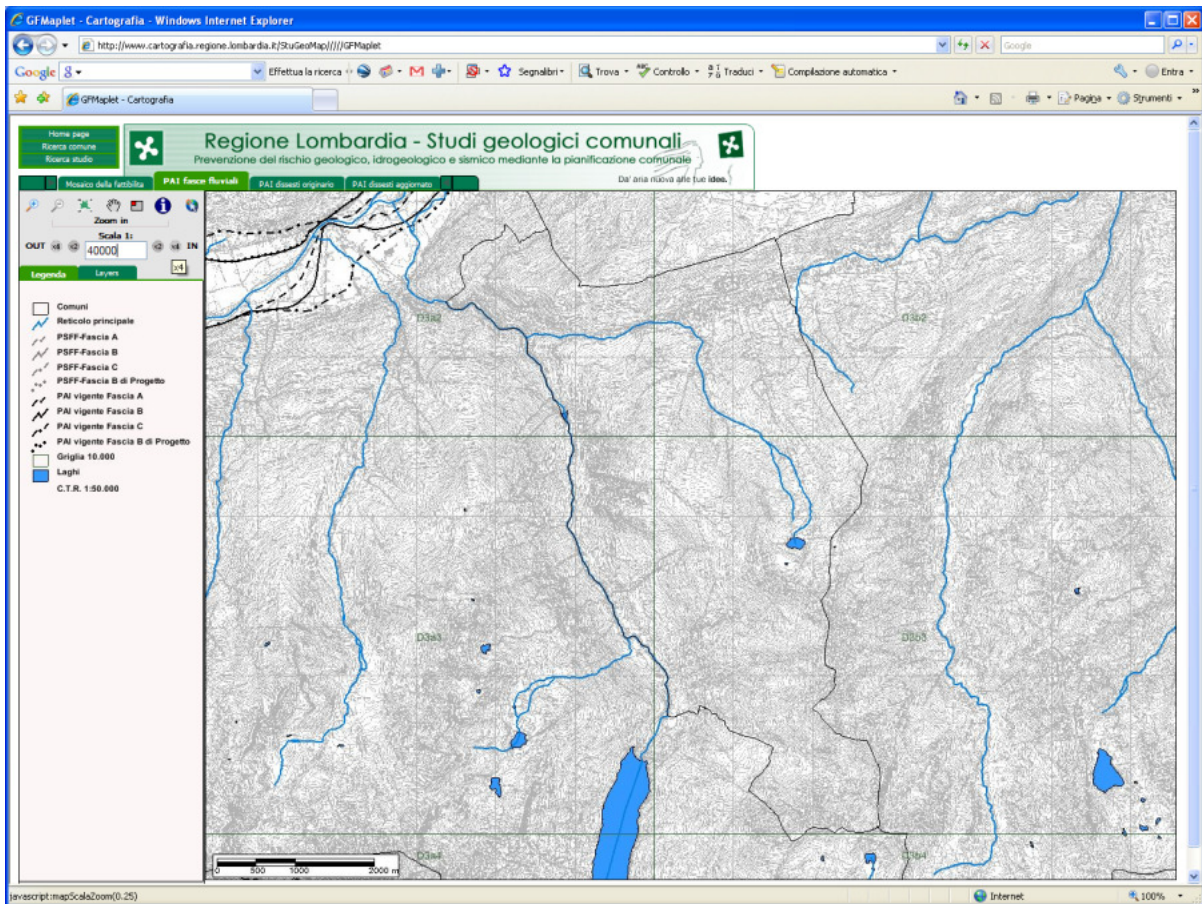 GFMaplet - Cartografia - Windows Internet Explorer
http://www.cartografia.regione.lombardia.it/StuGeoMap/////GFMaplet
Google
Google Effettua la ricerca Segnalibri Trova Controllo Traduci Compilazione automatica Entra
GFMaplet - Cartografia Pagina Strumenti
Home page
Ricerca comune
Ricerca studio
Regione Lombardia - Studi geologici comunali
Prevenzione del rischio geologico, idrogeologico e sismico mediante la pianificazione comunale
Da' aria nuova alle tue idee.
Mosaico della fattibilita PAI fasce fluviali PAI dissesti originario PAI dissesti aggiornato
Zoom in
Scala 1:
OUT x4 x2 40000 x2 x4 IN
x4
Legenda Layers
Comuni
Reticolo principale
PSFF-Fascia A
PSFF-Fascia B
PSFF-Fascia C
PSFF-Fascia B di Progetto
PAI vigente Fascia A
PAI vigente Fascia B
PAI vigente Fascia C
PAI vigente Fascia B di Progetto
Griglia 10.000
Laghi
C.T.R. 1:50.000
D3a2 D3b2
D3a3 D3b3
D3a4 D3b4
0 500 1000 2000 m
javascript:mapScalaZoom(0.25) Internet 100%